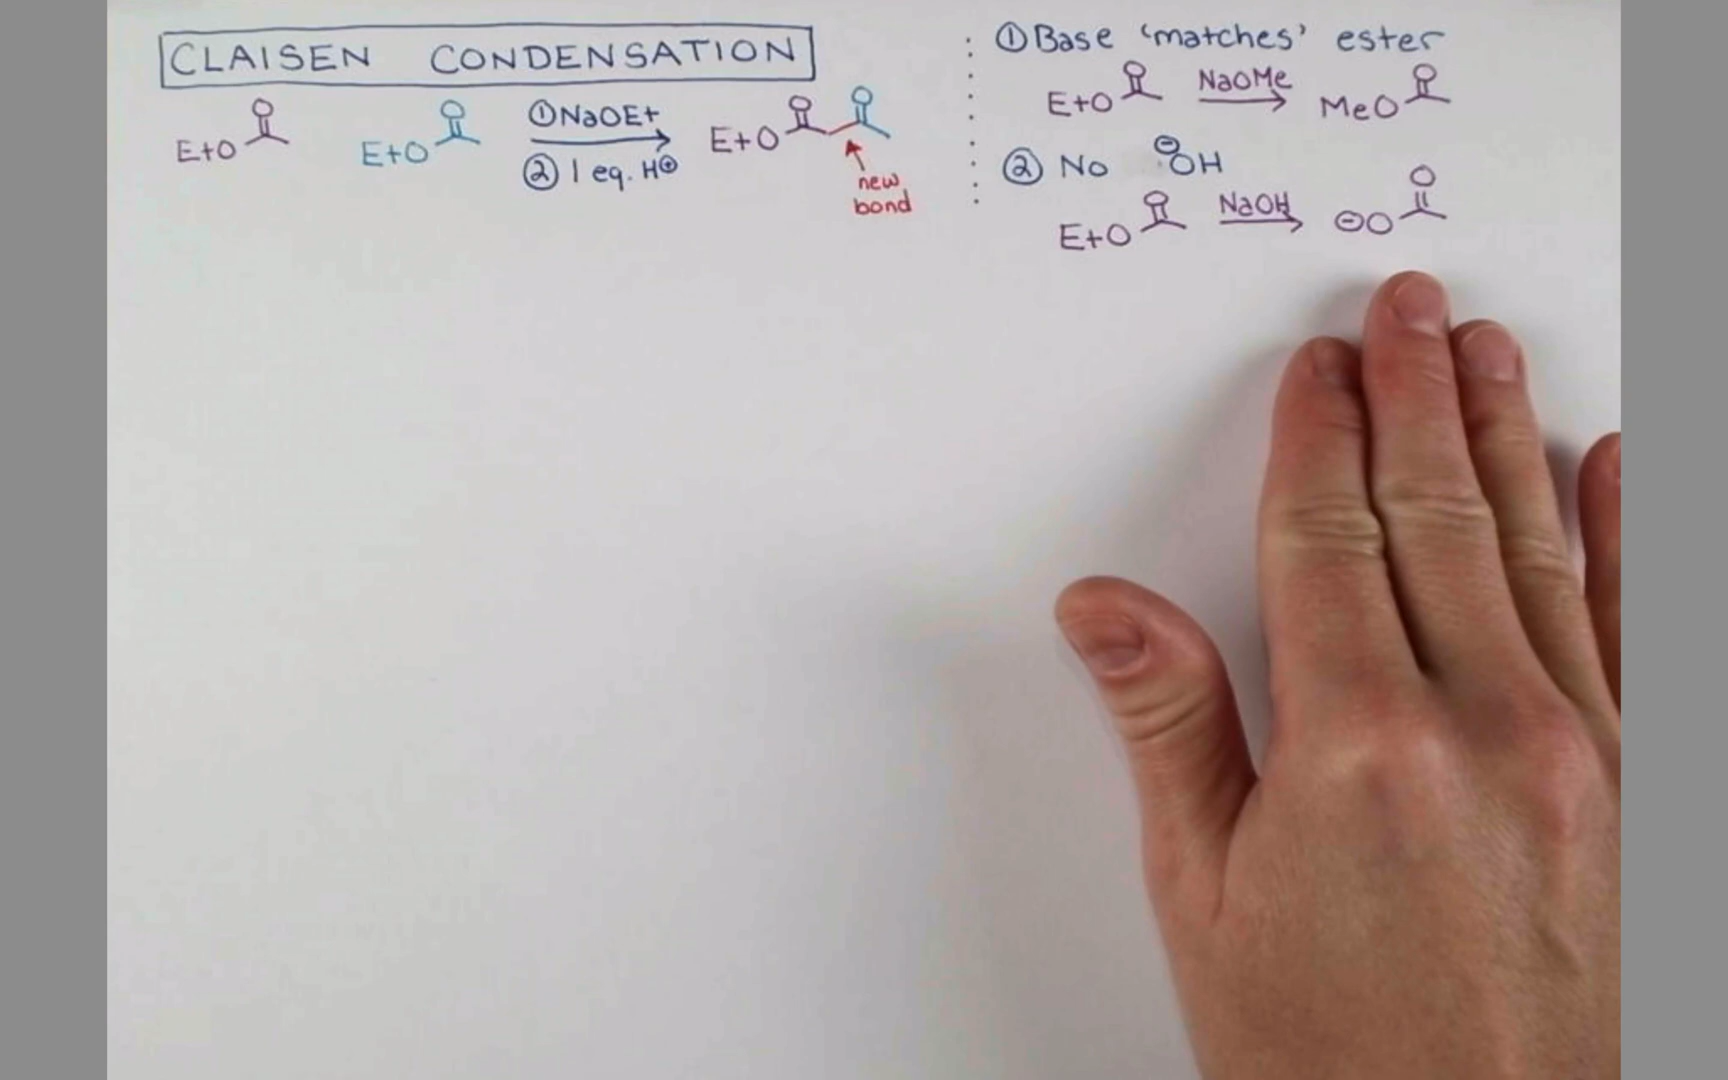 CLAISEN CONDENSATION
EtO O EtO O ① NaOEt EtO O O
② 1 eq. H⊕
new
bond
① Base ‘matches’ ester
EtO O NaOMe MeO O
② No ⊖OH
EtO O NaOH ⊖O O